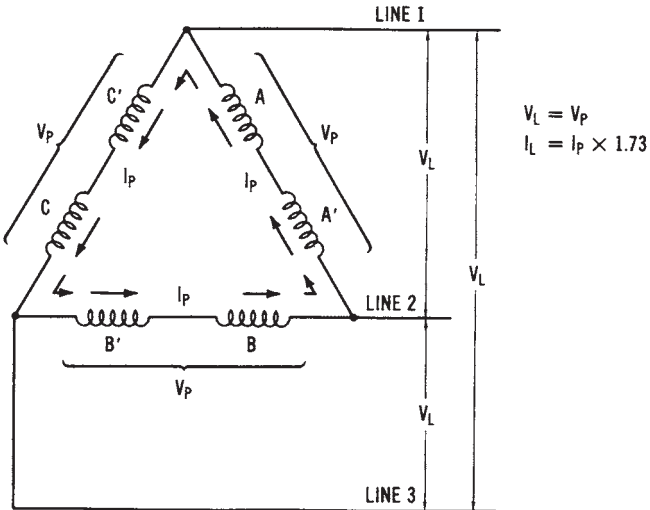 LINE I
C'
A
V_P
V_P
V_L = V_P
I_L = I_P × 1.73
V_L
I_P
I_P
C
A'
V_L
I_P
LINE 2
B'
B
V_P
V_L
LINE 3